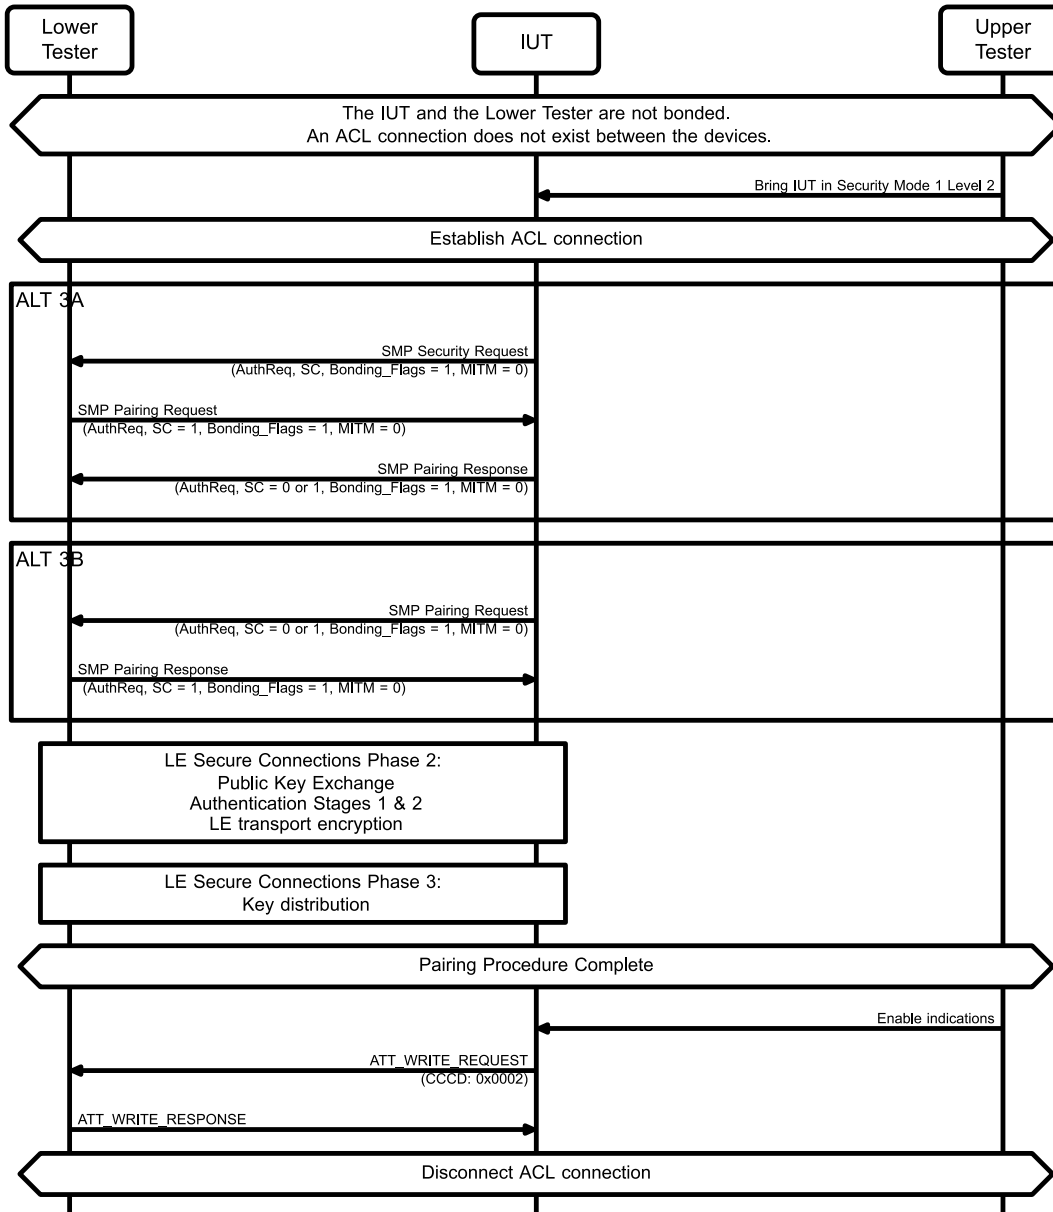 Lower
Tester
IUT
Upper
Tester
The IUT and the Lower Tester are not bonded.
An ACL connection does not exist between the devices.
Bring IUT in Security Mode 1 Level 2
Establish ACL connection
ALT 3A
SMP Security Request
(AuthReq, SC, Bonding_Flags = 1, MITM = 0)
SMP Pairing Request
(AuthReq, SC = 1, Bonding_Flags = 1, MITM = 0)
SMP Pairing Response
(AuthReq, SC = 0 or 1, Bonding_Flags = 1, MITM = 0)
ALT 3B
SMP Pairing Request
(AuthReq, SC = 0 or 1, Bonding_Flags = 1, MITM = 0)
SMP Pairing Response
(AuthReq, SC = 1, Bonding_Flags = 1, MITM = 0)
LE Secure Connections Phase 2:
Public Key Exchange
Authentication Stages 1 & 2
LE transport encryption
LE Secure Connections Phase 3:
Key distribution
Pairing Procedure Complete
Enable indications
ATT_WRITE_REQUEST
(CCCD: 0x0002)
ATT_WRITE_RESPONSE
Disconnect ACL connection